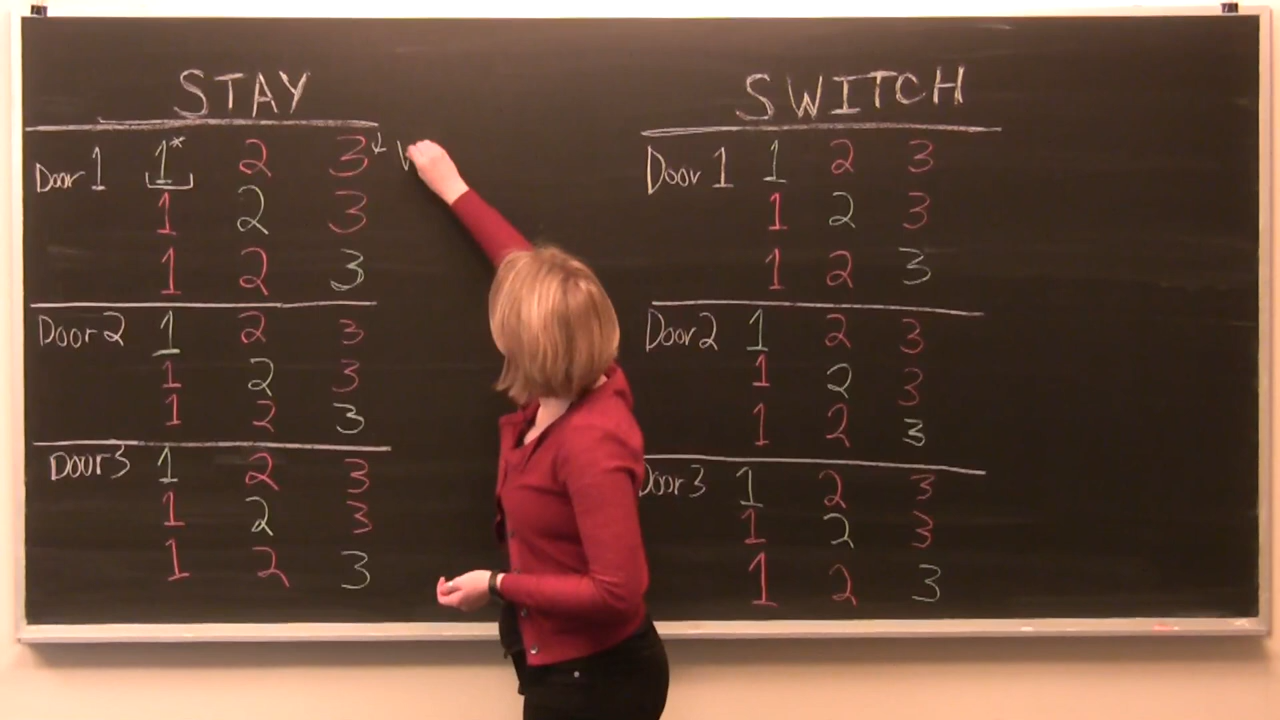 STAY
Door 1 1* 2 3
1 2 3
1 2 3
Door 2 1 2 3
1 2 3
1 2 3
Door 3 1 2 3
1 2 3
1 2 3
SWITCH
Door 1 1 2 3
1 2 3
1 2 3
Door 2 1 2 3
1 2 3
1 2 3
Door 3 1 2 3
1 2 3
1 2 3